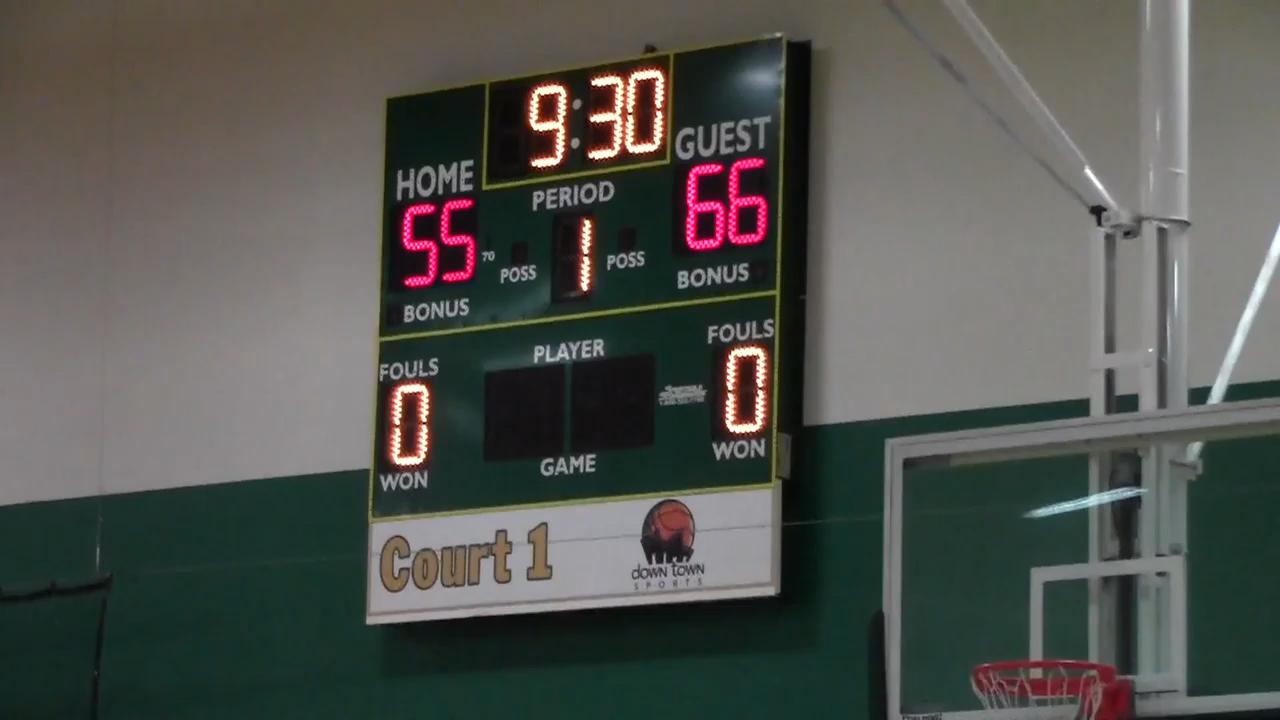 9:30
HOME
GUEST
55
66
PERIOD
1
70
POSS
POSS
BONUS
BONUS
FOULS
FOULS
PLAYER
0
0
WON
WON
GAME
Court 1
down town
SPORTS